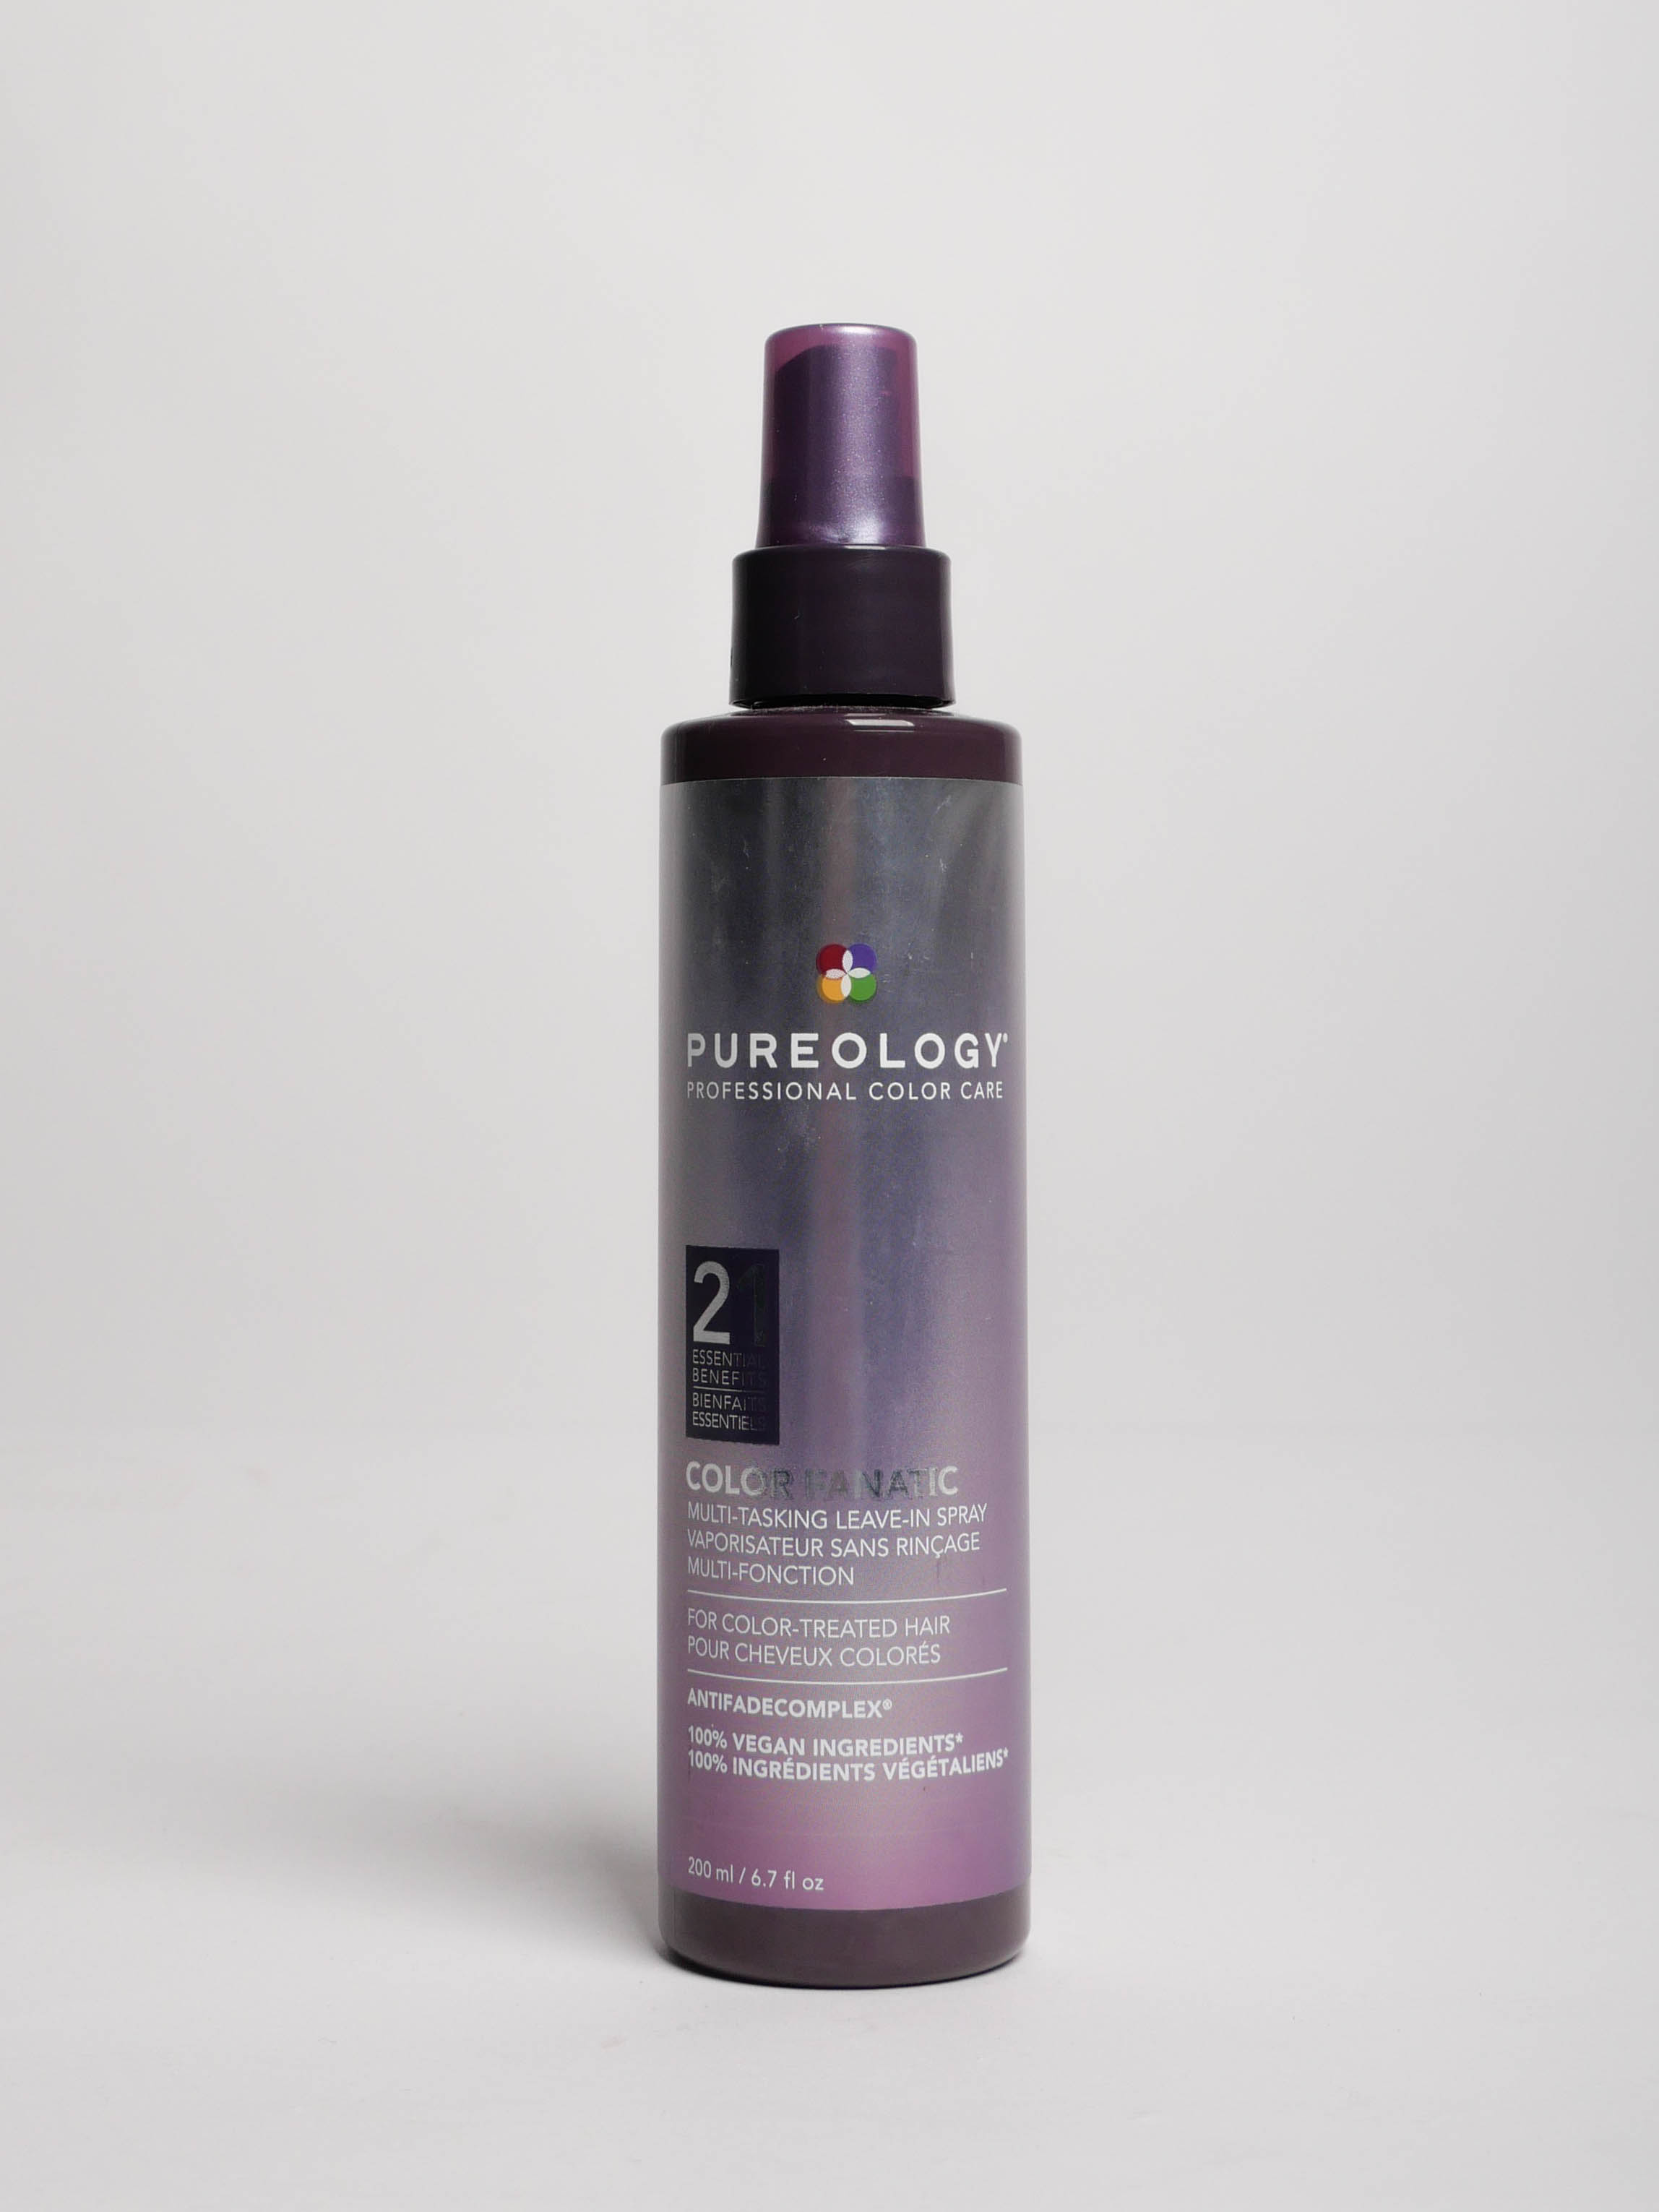 PUREOLOGY®
PROFESSIONAL COLOR CARE
21
ESSENTIAL
BENEFITS
BIENFAITS
ESSENTIELS
COLOR FANATIC
MULTI-TASKING LEAVE-IN SPRAY
VAPORISATEUR SANS RINÇAGE
MULTI-FONCTION
FOR COLOR-TREATED HAIR
POUR CHEVEUX COLORÉS
ANTIFADECOMPLEX®
100% VEGAN INGREDIENTS*
100% INGRÉDIENTS VÉGÉTALIENS*
200 ml / 6.7 fl oz